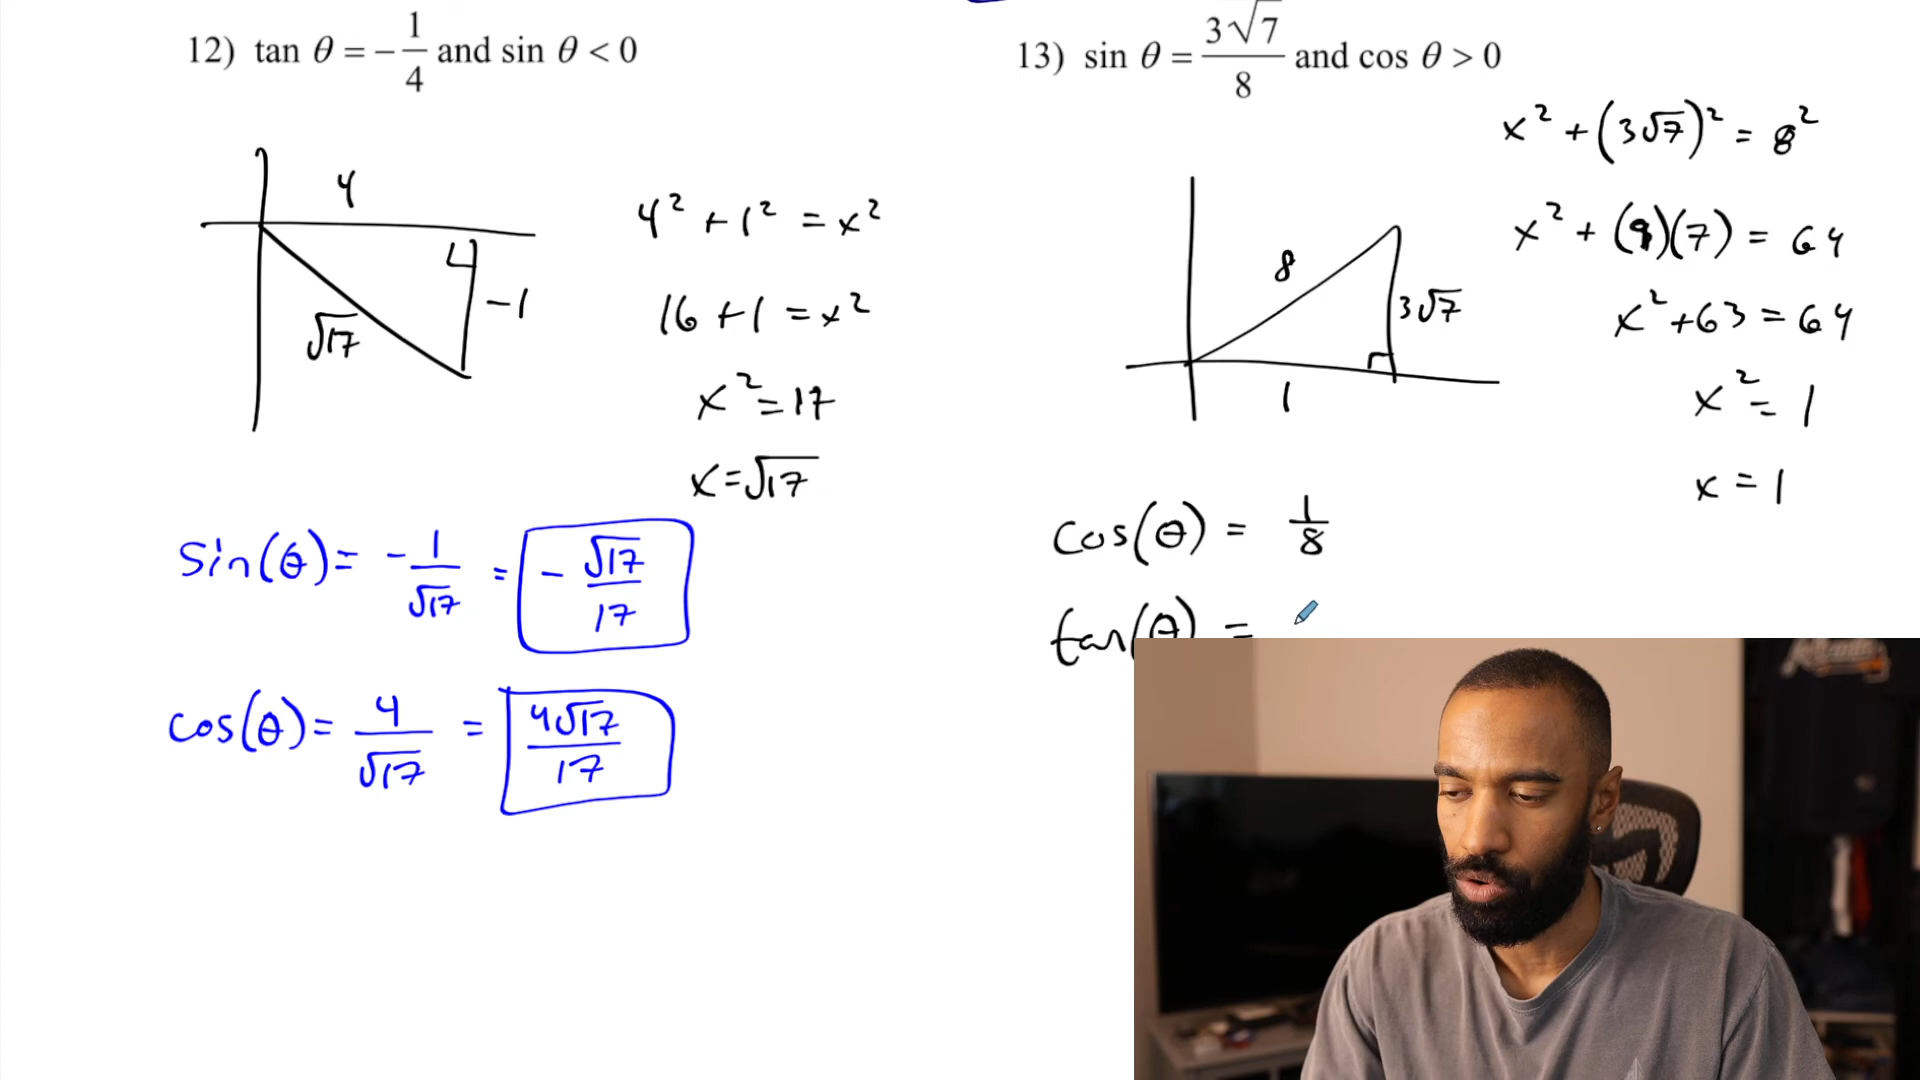 12) tan θ = −1/4 and sin θ < 0
4
-1
√17
4² + 1² = x²
16 + 1 = x²
x² = 17
x = √17
Sin(θ) = - 1/√17 = - √17/17
cos(θ) = 4/√17 = 4√17/17
13) sin θ = 3√7/8 and cos θ > 0
8
3√7
1
x² + (3√7)² = 8²
x² + (9)(7) = 64
x² + 63 = 64
x² = 1
x = 1
cos(θ) = 1/8
tan(θ) =